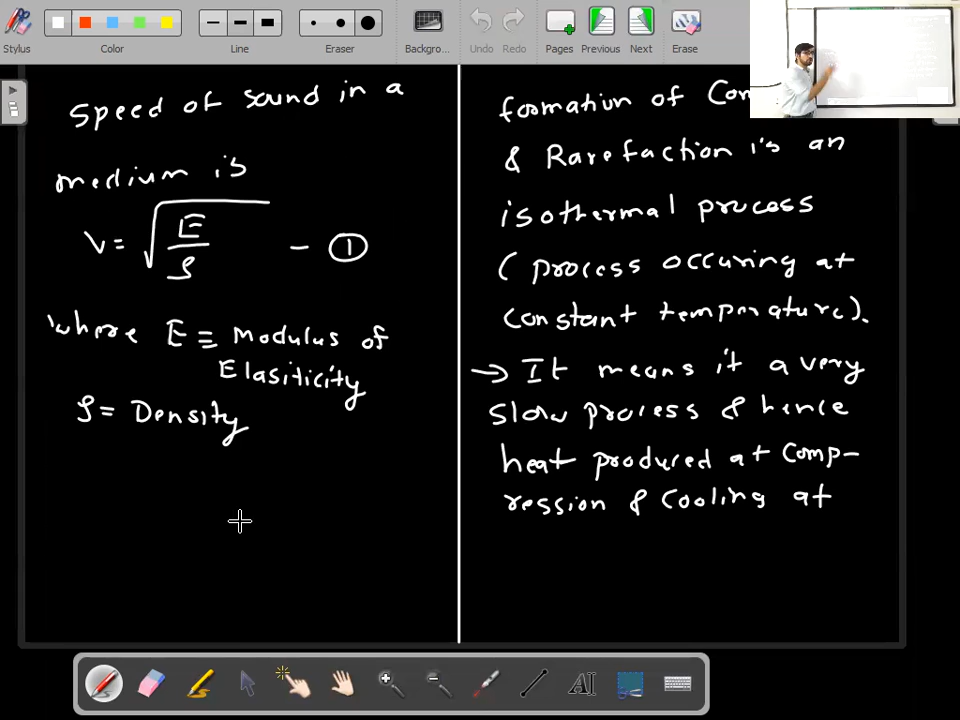 Stylus
Color
Line
Eraser
Backgro...
Undo
Redo
Pages
Previous
Next
Erase
Speed of sound in a
medium is
V = √E/ρ - ①
where E ≡ Modulus of
Elasiticity
ρ = Density
formation of Com
& Rarefaction is an
isothermal process
(process occuring at
constant temperature).
→ It means it a very
slow process & hence
heat produced at comp-
ression & cooling at